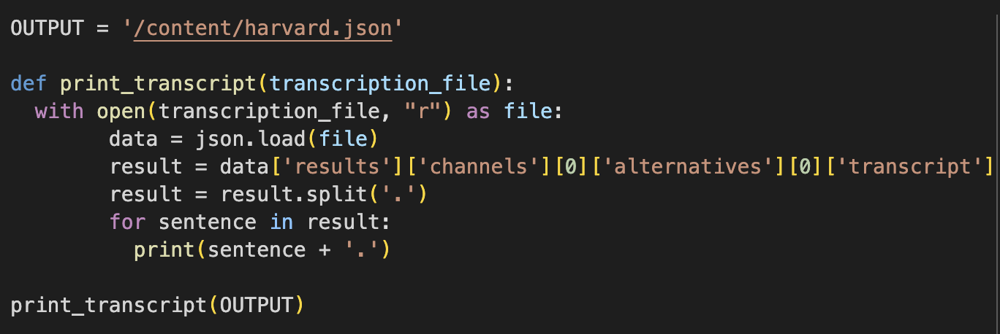 OUTPUT = '/content/harvard.json'
def print_transcript(transcription_file):
  with open(transcription_file, "r") as file:
        data = json.load(file)
        result = data['results']['channels'][0]['alternatives'][0]['transcript']
        result = result.split('.')
        for sentence in result:
          print(sentence + '.')
print_transcript(OUTPUT)